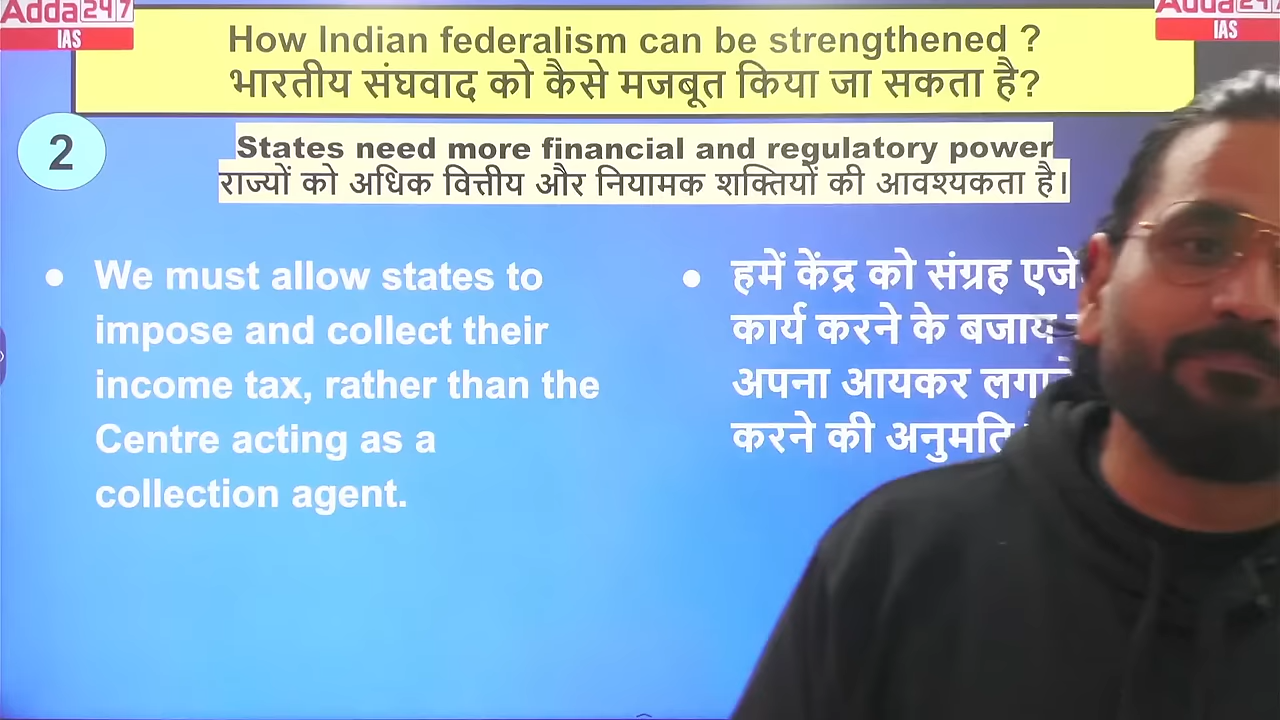 Adda247
IAS
Adda247
IAS
How Indian federalism can be strengthened ?
भारतीय संघवाद को कैसे मजबूत किया जा सकता है?
2
States need more financial and regulatory power
राज्यों को अधिक वित्तीय और नियामक शक्तियों की आवश्यकता है।
• We must allow states to
impose and collect their
income tax, rather than the
Centre acting as a
collection agent.
• हमें केंद्र को संग्रह
कार्य करने के बजाय
अपना आयकर
करने की अनुमति